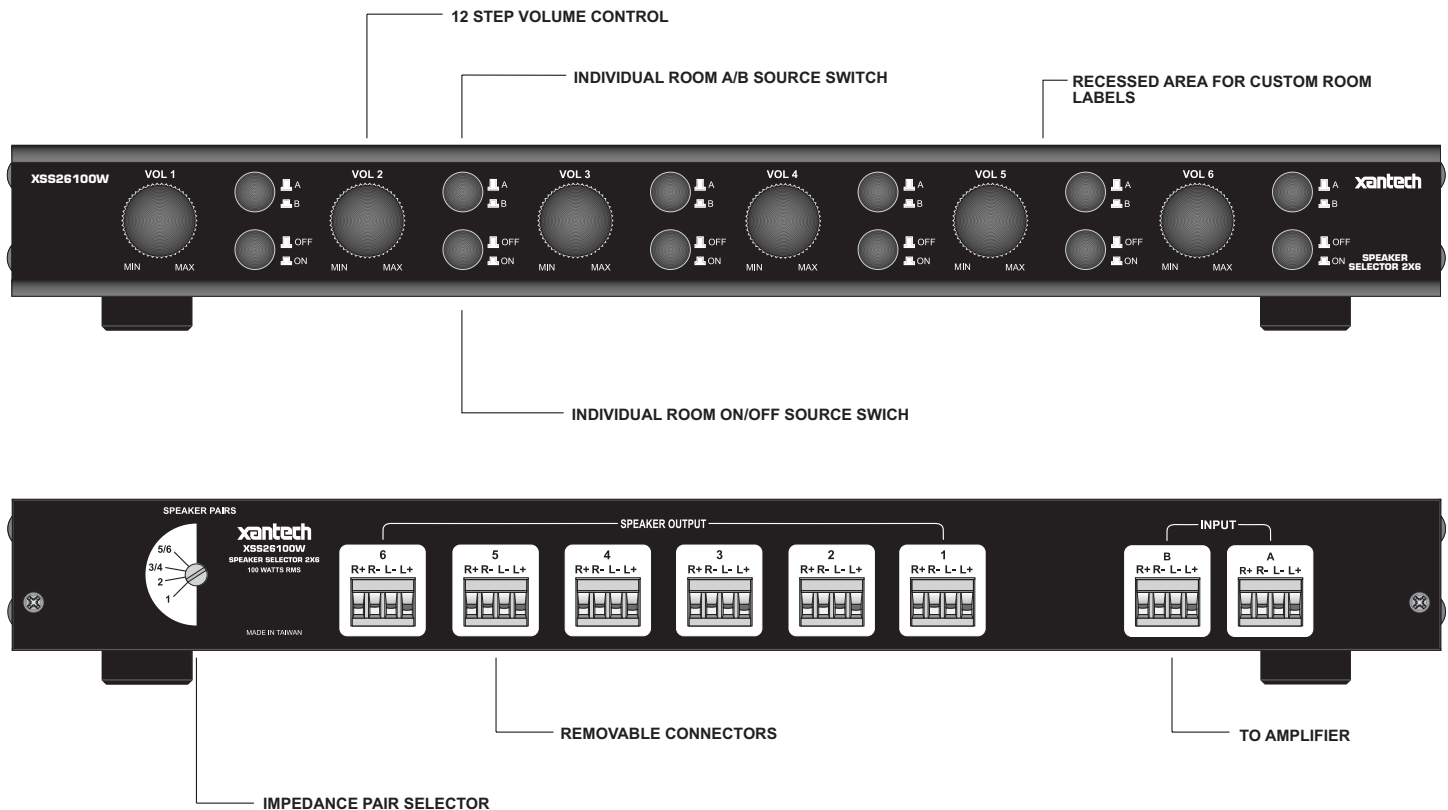 12 STEP VOLUME CONTROL
INDIVIDUAL ROOM A/B SOURCE SWITCH
RECESSED AREA FOR CUSTOM ROOM
LABELS
XSS26100W
VOL 1
VOL 2
VOL 3
VOL 4
VOL 5
VOL 6
xantech
A
B
A
B
A
B
A
B
A
B
A
B
OFF
ON
OFF
ON
OFF
ON
OFF
ON
OFF
ON
OFF
ON
MIN MAX
MIN MAX
MIN MAX
MIN MAX
MIN MAX
MIN MAX
SPEAKER
SELECTOR 2X6
INDIVIDUAL ROOM ON/OFF SOURCE SWICH
SPEAKER PAIRS
5/6
3/4
2
1
xantech
XSS26100W
SPEAKER SELECTOR 2X6
100 WATTS RMS
MADE IN TAIWAN
SPEAKER OUTPUT
6
R+ R- L- L+
5
R+ R- L- L+
4
R+ R- L- L+
3
R+ R- L- L+
2
R+ R- L- L+
1
R+ R- L- L+
INPUT
B
R+ R- L- L+
A
R+ R- L- L+
REMOVABLE CONNECTORS
TO AMPLIFIER
IMPEDANCE PAIR SELECTOR